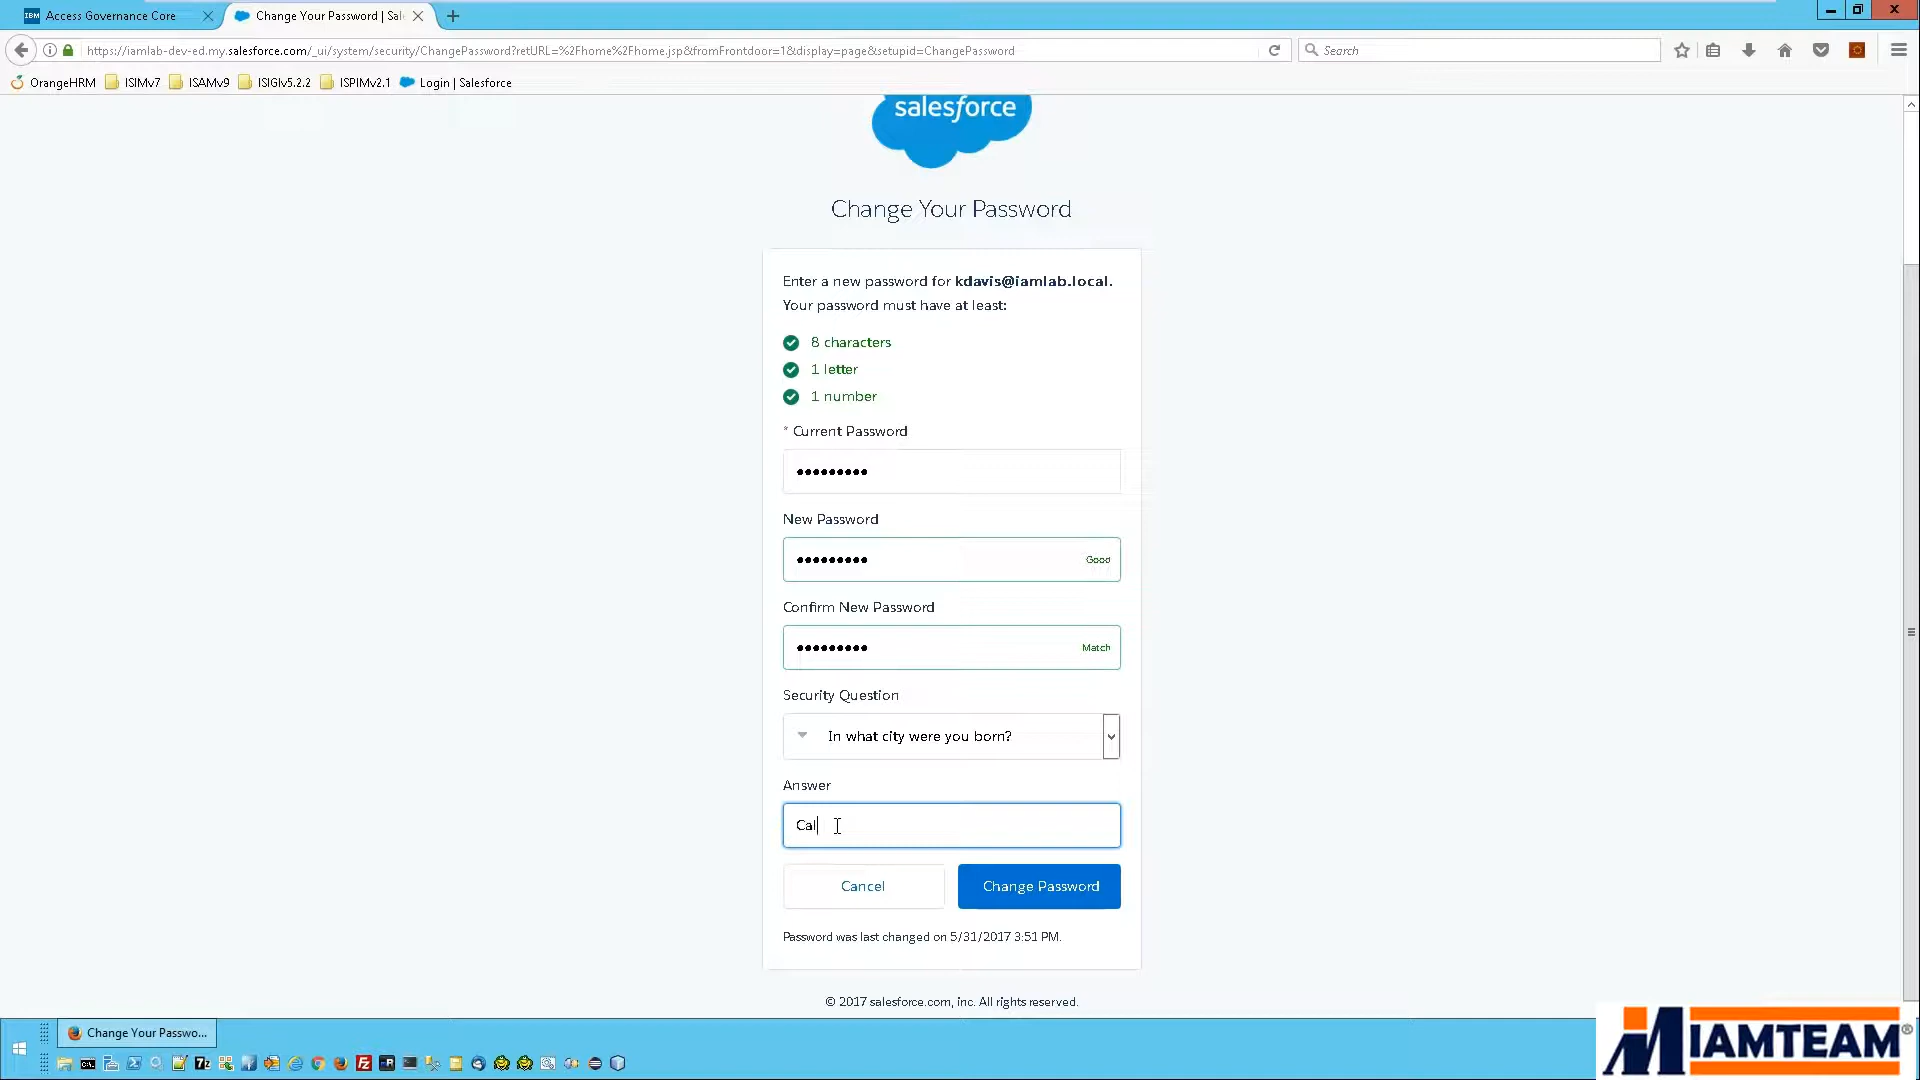 IBM Access Governance Core
Change Your Password | Sal
https://iamlab-dev-ed.my.salesforce.com/_ui/system/security/ChangePassword?retURL=%2Fhome%2Fhome.jsp&fromFrontdoor=1&display=page&setupid=ChangePassword
Search
OrangeHRM ISIMv7 ISAMv9 ISIGIv5.2.2 ISPIMv2.1 Login | Salesforce
salesforce
Change Your Password
Enter a new password for kdavis@iamlab.local.
Your password must have at least:
8 characters
1 letter
1 number
* Current Password
•••••••••
New Password
••••••••• Good
Confirm New Password
••••••••• Match
Security Question
In what city were you born?
Answer
Cal
Cancel Change Password
Password was last changed on 5/31/2017 3:51 PM.
© 2017 salesforce.com, inc. All rights reserved.
Change Your Passwo...
IAMTEAM®